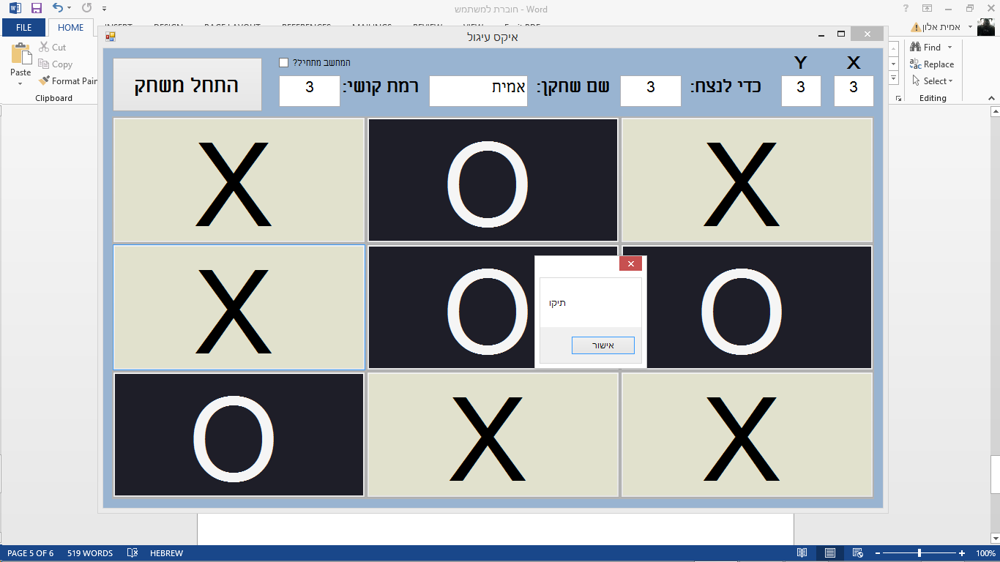 חוברת למשתמש - Word
FILE
HOME
אמית אלון
איקס עיגול
Paste
Cut
Copy
Format Pain
Clipboard
Find
Replace
Select
Editing
התחל משחק
המחשב מתחיל?
Y
X
רמת קושי:
3
שם שחקן:
אמית
כדי לנצח:
3
3
3
X
O
X
X
O
O
O
X
X
תיקו
אישור
PAGE 5 OF 6
519 WORDS
HEBREW
100%